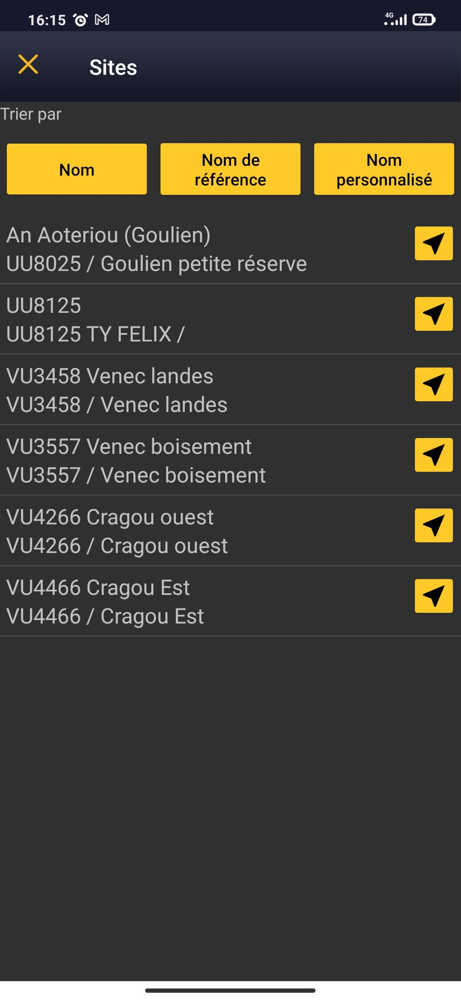 16:15
4G
74
Sites
Trier par
Nom
Nom de
référence
Nom
personnalisé
An Aoteriou (Goulien)
UU8025 / Goulien petite réserve
UU8125
UU8125 TY FELIX /
VU3458 Venec landes
VU3458 / Venec landes
VU3557 Venec boisement
VU3557 / Venec boisement
VU4266 Cragou ouest
VU4266 / Cragou ouest
VU4466 Cragou Est
VU4466 / Cragou Est